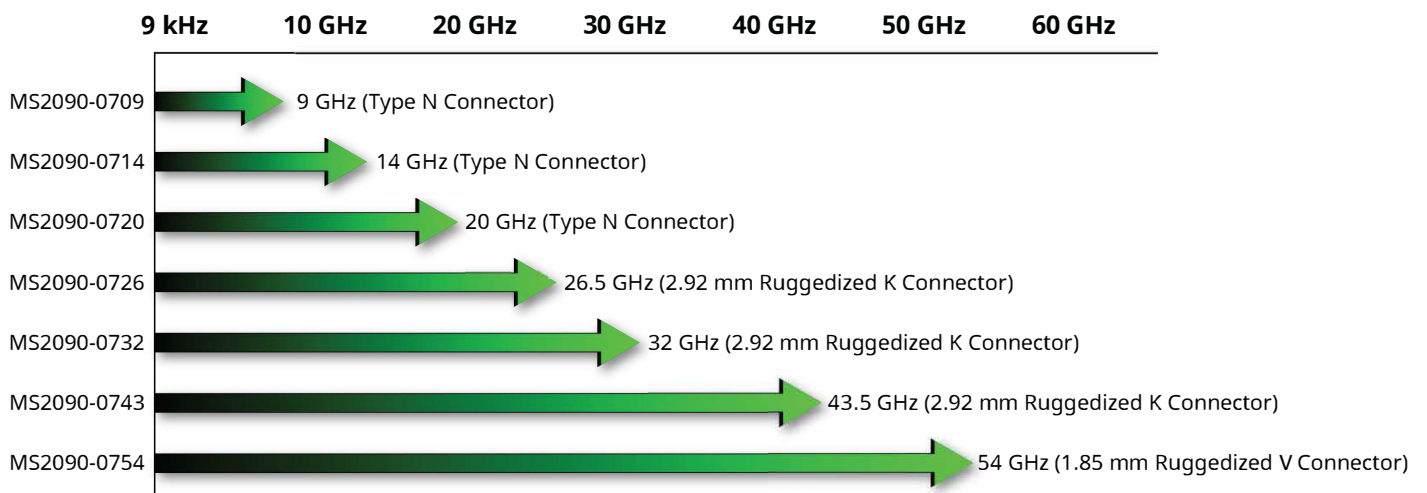 9 kHz 10 GHz 20 GHz 30 GHz 40 GHz 50 GHz 60 GHz
MS2090-0709 9 GHz (Type N Connector)
MS2090-0714 14 GHz (Type N Connector)
MS2090-0720 20 GHz (Type N Connector)
MS2090-0726 26.5 GHz (2.92 mm Ruggedized K Connector)
MS2090-0732 32 GHz (2.92 mm Ruggedized K Connector)
MS2090-0743 43.5 GHz (2.92 mm Ruggedized K Connector)
MS2090-0754 54 GHz (1.85 mm Ruggedized V Connector)